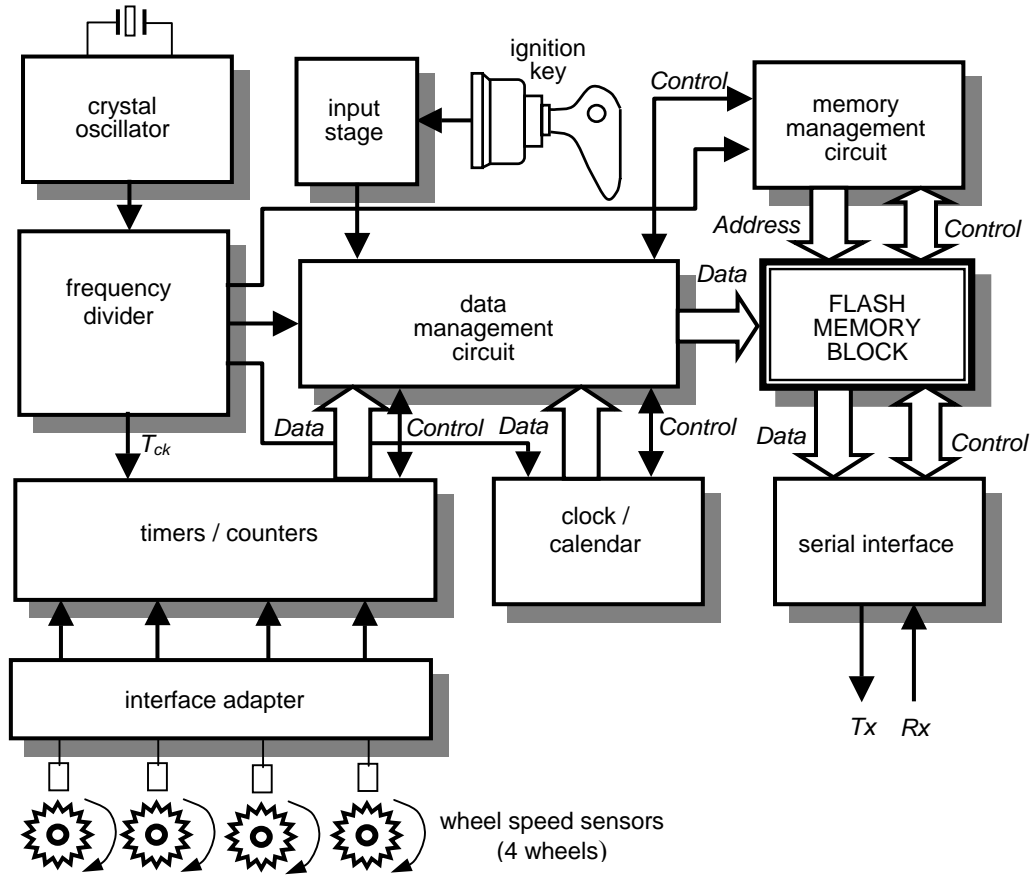 crystal
oscillator
input
stage
ignition
key
Control
memory
management
circuit
frequency
divider
data
management
circuit
Address
Control
Data
FLASH
MEMORY
BLOCK
Tck
Data
Control
Data
Control
Data
Control
timers / counters
clock /
calendar
serial interface
interface adapter
Tx
Rx
wheel speed sensors
(4 wheels)